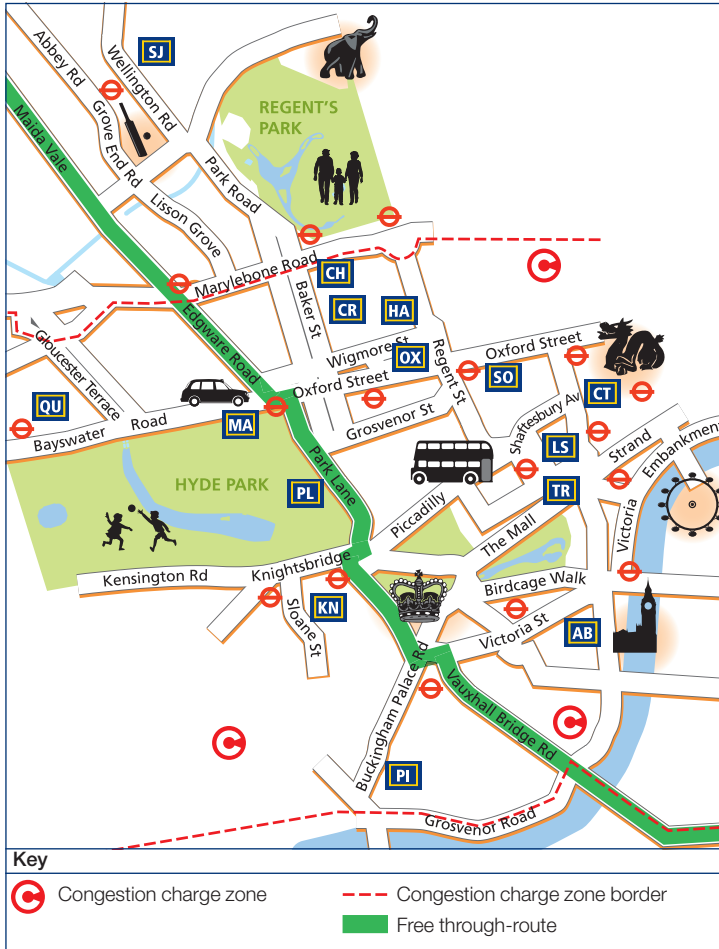 SJ
Abbey Rd
Wellington Rd
Maida Vale
Grove End Rd
REGENT'S
PARK
Park Road
Lisson Grove
Marylebone Road
CH
CR
HA
Baker St
Edgware Road
Wigmore St
OX
Regent St
Oxford Street
SO
Oxford Street
Gloucester Terrace
QU
MA
CT
Bayswater Road
Grosvenor St
Shaftesbury Av
LS
Strand
Embankment
HYDE PARK
PL
Park Lane
TR
Piccadilly
The Mall
Victoria
Kensington Rd
Knightsbridge
Birdcage Walk
KN
Sloane St
Victoria St
AB
Buckingham Palace Rd
Vauxhall Bridge Rd
PI
Grosvenor Road
Key
Congestion charge zone
Congestion charge zone border
Free through-route